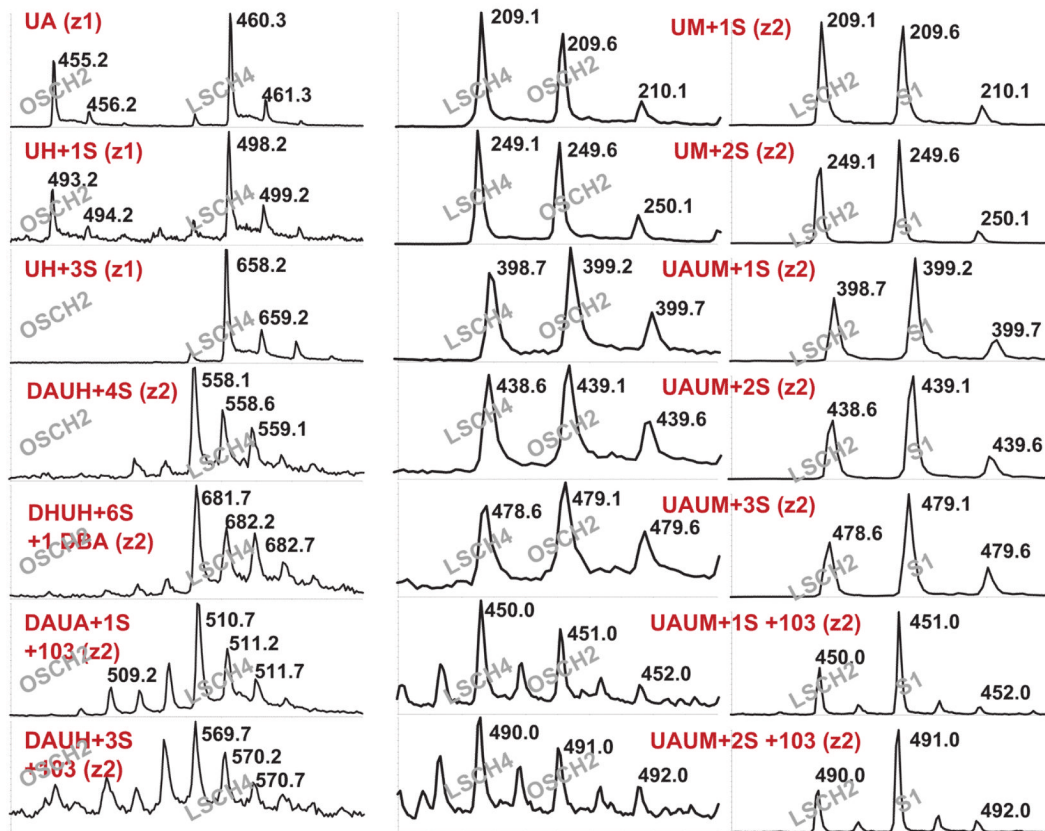 UA (z1)
455.2
456.2
460.3
461.3
OSCH2
LSCH4
209.1
209.6
210.1
LSCH4
OSCH2
UM+1S (z2)
209.1
209.6
210.1
LSCH2
S1
UH+1S (z1)
493.2
494.2
498.2
499.2
OSCH2
LSCH4
249.1
249.6
250.1
LSCH4
OSCH2
UM+2S (z2)
249.1
249.6
250.1
LSCH2
S1
UH+3S (z1)
658.2
659.2
OSCH2
LSCH4
398.7
399.2
399.7
LSCH4
OSCH2
UAUM+1S (z2)
398.7
399.2
399.7
LSCH2
S1
DAUH+4S (z2)
558.1
558.6
559.1
OSCH2
LSCH4
438.6
439.1
439.6
LSCH4
OSCH2
UAUM+2S (z2)
438.6
439.1
439.6
LSCH2
S1
DHUH+6S
+1 DBA (z2)
681.7
682.2
682.7
OSCH2
LSCH4
478.6
479.1
479.6
LSCH4
OSCH2
UAUM+3S (z2)
478.6
479.1
479.6
LSCH2
S1
DAUA+1S
+103 (z2)
509.2
510.7
511.2
511.7
OSCH2
LSCH4
450.0
451.0
452.0
LSCH4
OSCH2
UAUM+1S +103 (z2)
450.0
451.0
452.0
LSCH2
S1
DAUH+3S
+103 (z2)
569.7
570.2
570.7
OSCH2
LSCH4
490.0
491.0
492.0
LSCH4
OSCH2
UAUM+2S +103 (z2)
490.0
491.0
492.0
LSCH2
S1